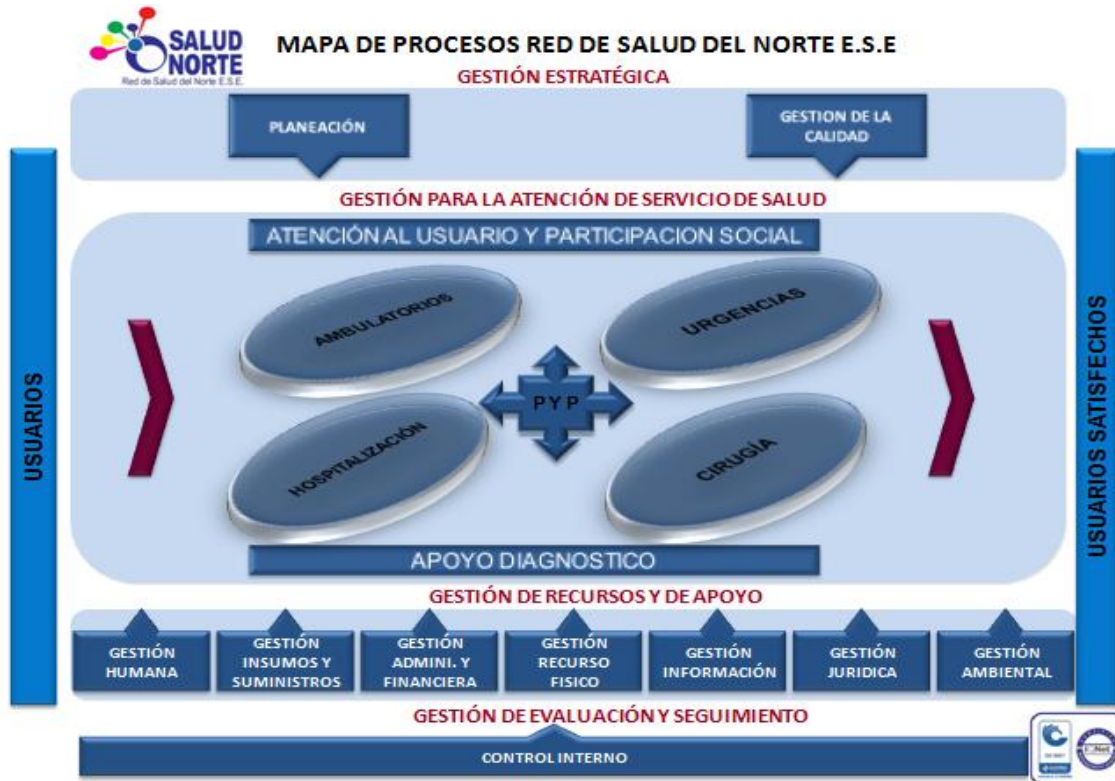 SALUD
NORTE
Red de Salud del Norte E.S.E.
MAPA DE PROCESOS RED DE SALUD DEL NORTE E.S.E
GESTIÓN ESTRATÉGICA
PLANEACIÓN
GESTION DE LA
CALIDAD
GESTIÓN PARA LA ATENCIÓN DE SERVICIO DE SALUD
ATENCIÓN AL USUARIO Y PARTICIPACION SOCIAL
USUARIOS
AMBULATORIOS
URGENCIAS
P Y P
HOSPITALIZACIÓN
CIRUGÍA
USUARIOS SATISFECHOS
APOYO DIAGNOSTICO
GESTIÓN DE RECURSOS Y DE APOYO
GESTIÓN
HUMANA
GESTIÓN
INSUMOS Y
SUMINISTROS
GESTIÓN
ADMINI. Y
FINANCIERA
GESTIÓN
RECURSO
FISICO
GESTIÓN
INFORMACIÓN
GESTIÓN
JURIDICA
GESTIÓN
AMBIENTAL
GESTIÓN DE EVALUACIÓN Y SEGUIMIENTO
CONTROL INTERNO